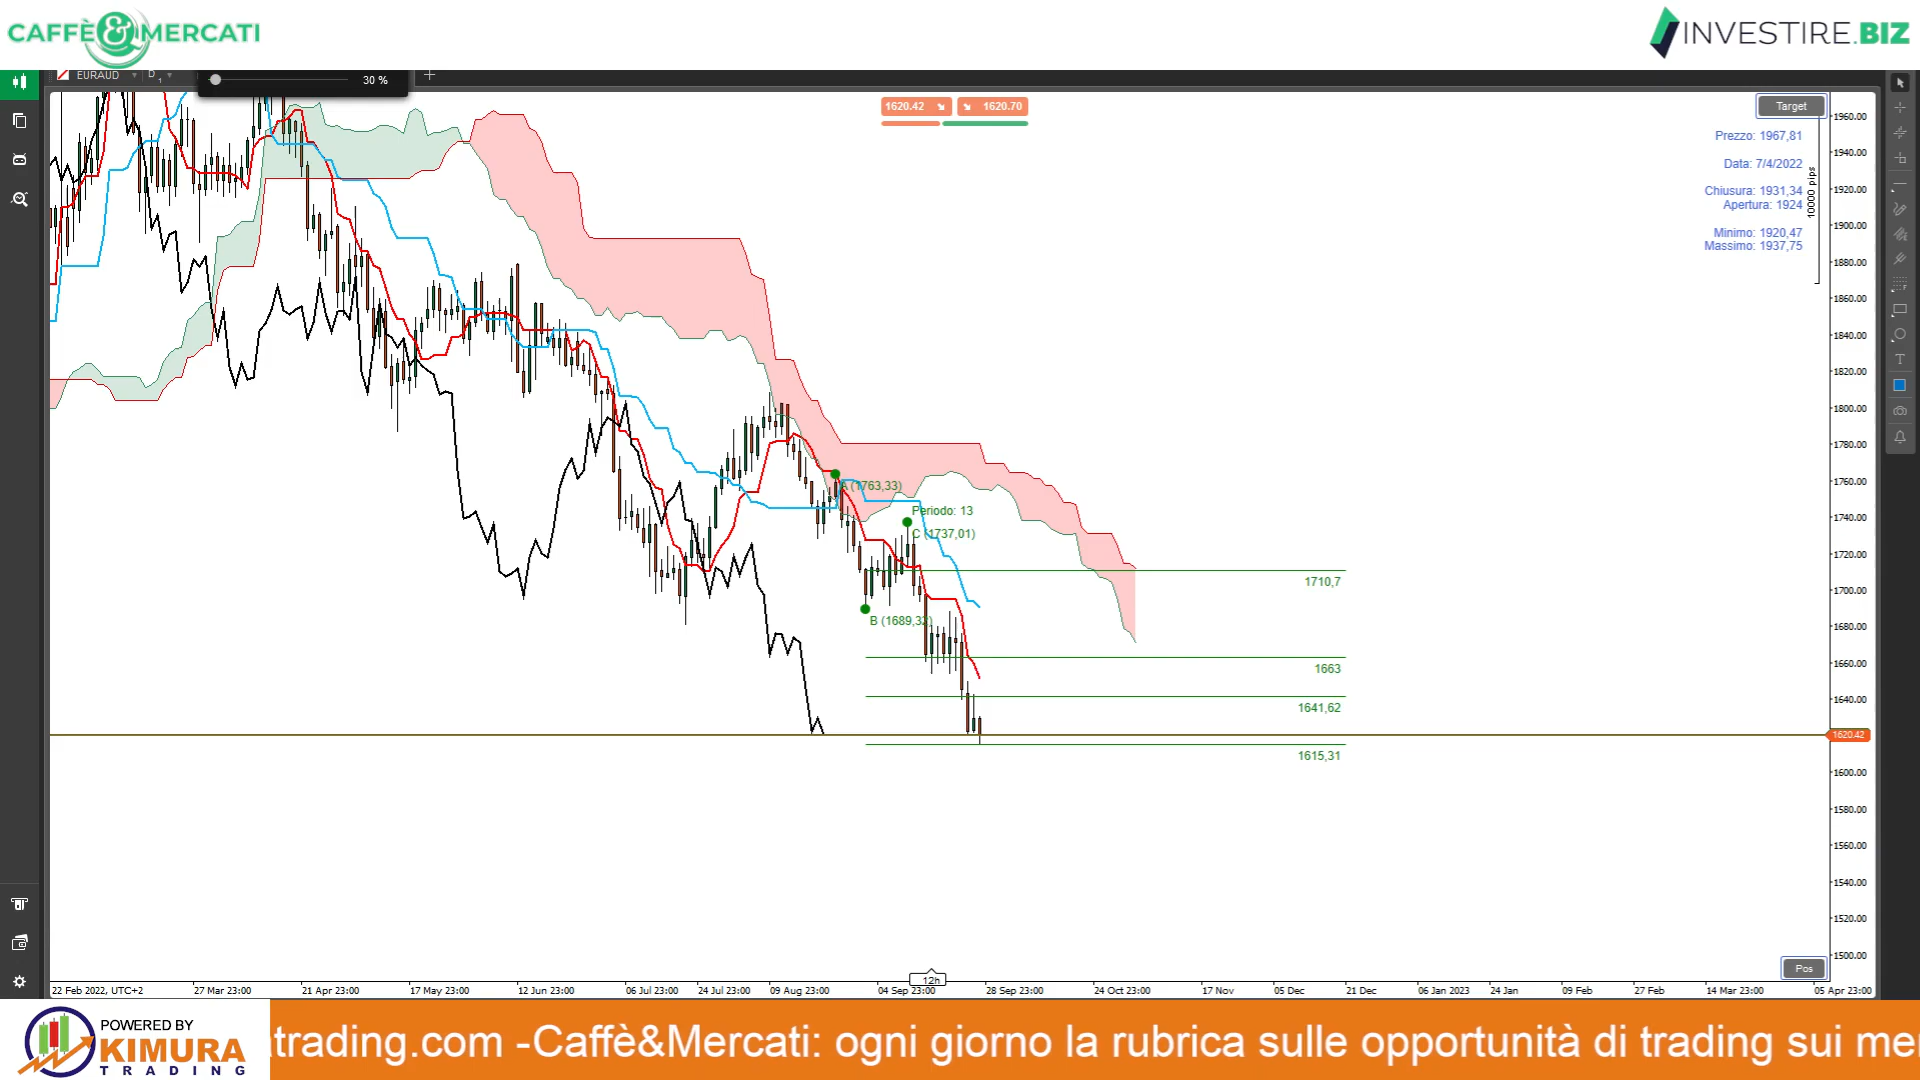 CAFFÈ&MERCATI
INVESTIRE.BIZ
EURAUD
D1
30 %
1620.42
1620.70
Target
Prezzo: 1967,81
Data: 7/4/2022
Chiusura: 1931,34
Apertura: 1924
Minimo: 1920,47
Massimo: 1937,75
10000 pips
1960.00
1940.00
1920.00
1900.00
1880.00
1860.00
1840.00
1820.00
1800.00
1780.00
1760.00
1740.00
1720.00
1700.00
1680.00
1660.00
1640.00
1620.42
1600.00
1580.00
1560.00
1540.00
1520.00
1500.00
A (1763,33)
Periodo: 13
C (1737,01)
B (1689,32)
1710,7
1663
1641,62
1615,31
Pos
12h
22 Feb 2022, UTC+2
27 Mar 23:00
21 Apr 23:00
17 May 23:00
12 Jun 23:00
06 Jul 23:00
24 Jul 23:00
09 Aug 23:00
04 Sep 23:00
28 Sep 23:00
24 Oct 23:00
17 Nov
05 Dec
21 Dec
06 Jan 2023
24 Jan
09 Feb
27 Feb
14 Mar 23:00
05 Apr 23:00
POWERED BY
KIMURA
TRADING
trading.com -Caffè&Mercati: ogni giorno la rubrica sulle opportunità di trading sui me